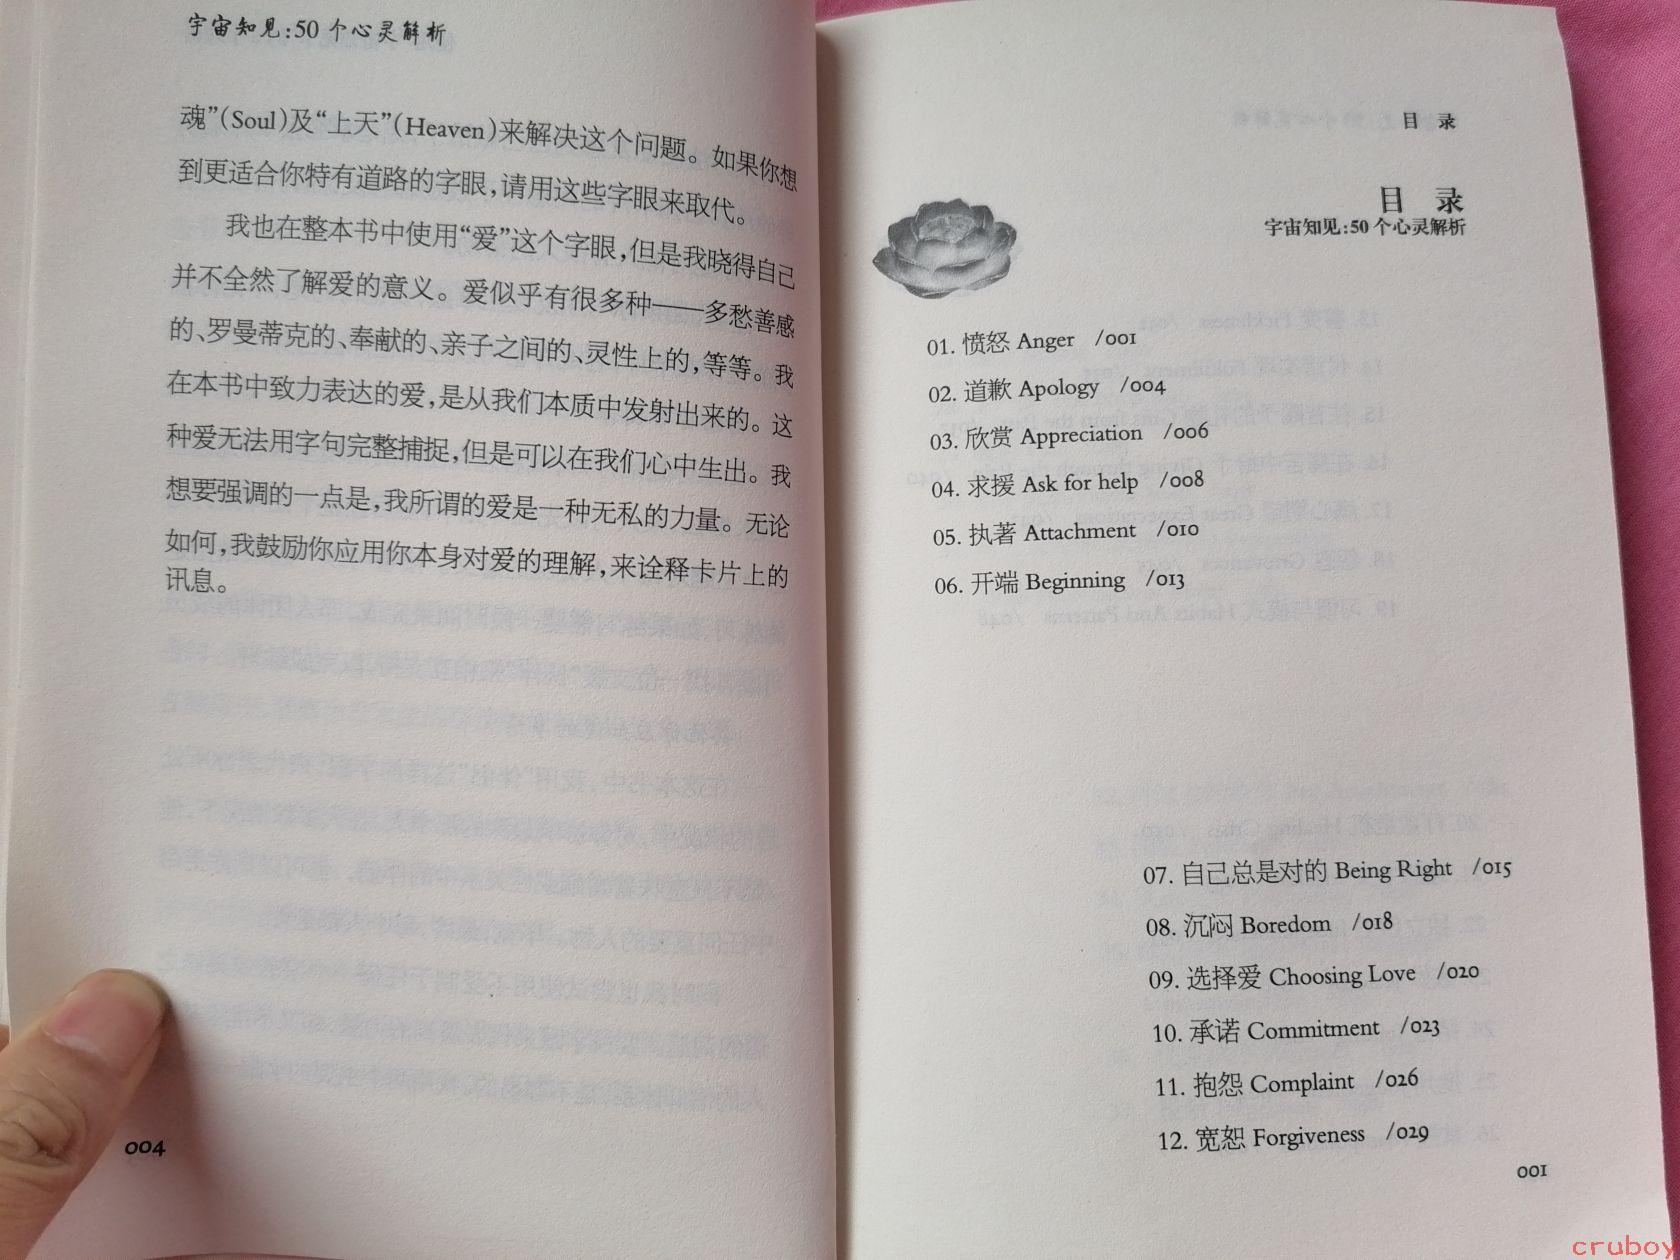 宇宙知见:50 个心灵解析
魂”(Soul)及“上天”(Heaven)来解决这个问题。如果你想
到更适合你特有道路的字眼,请用这些字眼来取代。
我也在整本书中使用“爱”这个字眼,但是我晓得自己
并不全然了解爱的意义。爱似乎有很多种——多愁善感
的、罗曼蒂克的、奉献的、亲子之间的、灵性上的,等等。我
在本书中致力表达的爱,是从我们本质中发射出来的。这
种爱无法用字句完整捕捉,但是可以在我们心中生出。我
想要强调的一点是,我所谓的爱是一种无私的力量。无论
如何,我鼓励你应用你本身对爱的理解,来诠释卡片上的
讯息。
004
目 录
目 录
宇宙知见:50 个心灵解析
01. 愤怒 Anger /001
02. 道歉 Apology /004
03. 欣赏 Appreciation /006
04. 求援 Ask for help /008
05. 执著 Attachment /010
06. 开端 Beginning /013
07. 自己总是对的 Being Right /015
08. 沉闷 Boredom /018
09. 选择爱 Choosing Love /020
10. 承诺 Commitment /023
11. 抱怨 Complaint /026
12. 宽恕 Forgiveness /029
001
cruboy